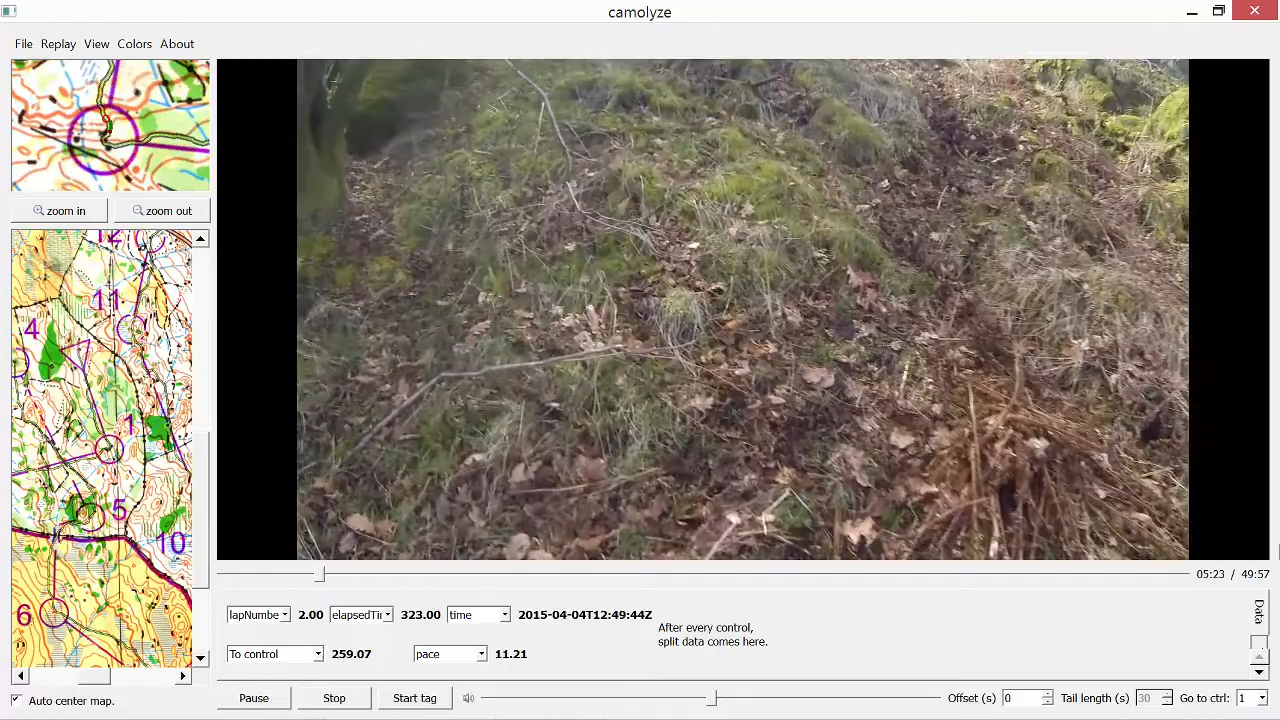 camolyze
File Replay View Colors About
zoom in zoom out
12
11
4
1
5
10
6
05:23 / 49:57
Data
lapNumbe 2.00 elapsedTi 323.00 time 2015-04-04T12:49:44Z
After every control,
split data comes here.
To control 259.07 pace 11.21
Auto center map.
Pause Stop Start tag Offset (s) 0 Tail length (s) 30 Go to ctrl: 1